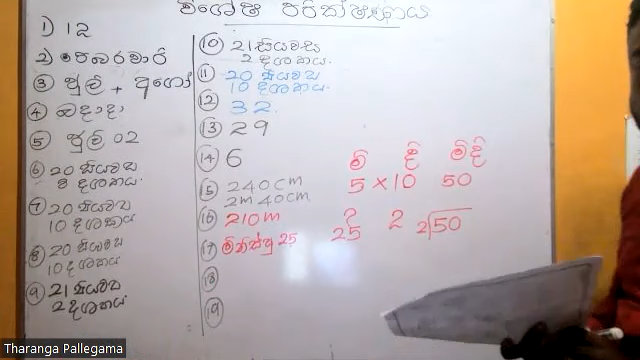 විශේෂ පරීක්ෂණය
1) 12
2) පෙබරවාරි
3 ජූලි + අගෝ
4 බදාදා
5 ජූලි 02
6 20 සියවස
දශකය.
7 20 සියවස
10 දශකය
8 20 සියවස
10 දශකය
9 21 සියවස
2 දශකය
10 21 සියවස
2 දශකය.
11 20 සියවස
10 දශකය.
12 32
13 29
14 6
15 240cm
2m 40cm
16 210m
17 මිනිස්සු 25
18
19
5 × 10 50
2
25 2 2)50
Tharanga Pallegama